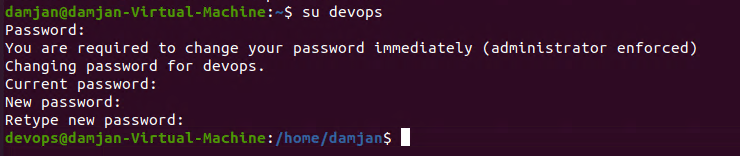 damjan@damjan-Virtual-Machine:~$ su devops
Password:
You are required to change your password immediately (administrator enforced)
Changing password for devops.
Current password:
New password:
Retype new password:
devops@damjan-Virtual-Machine:/home/damjan$